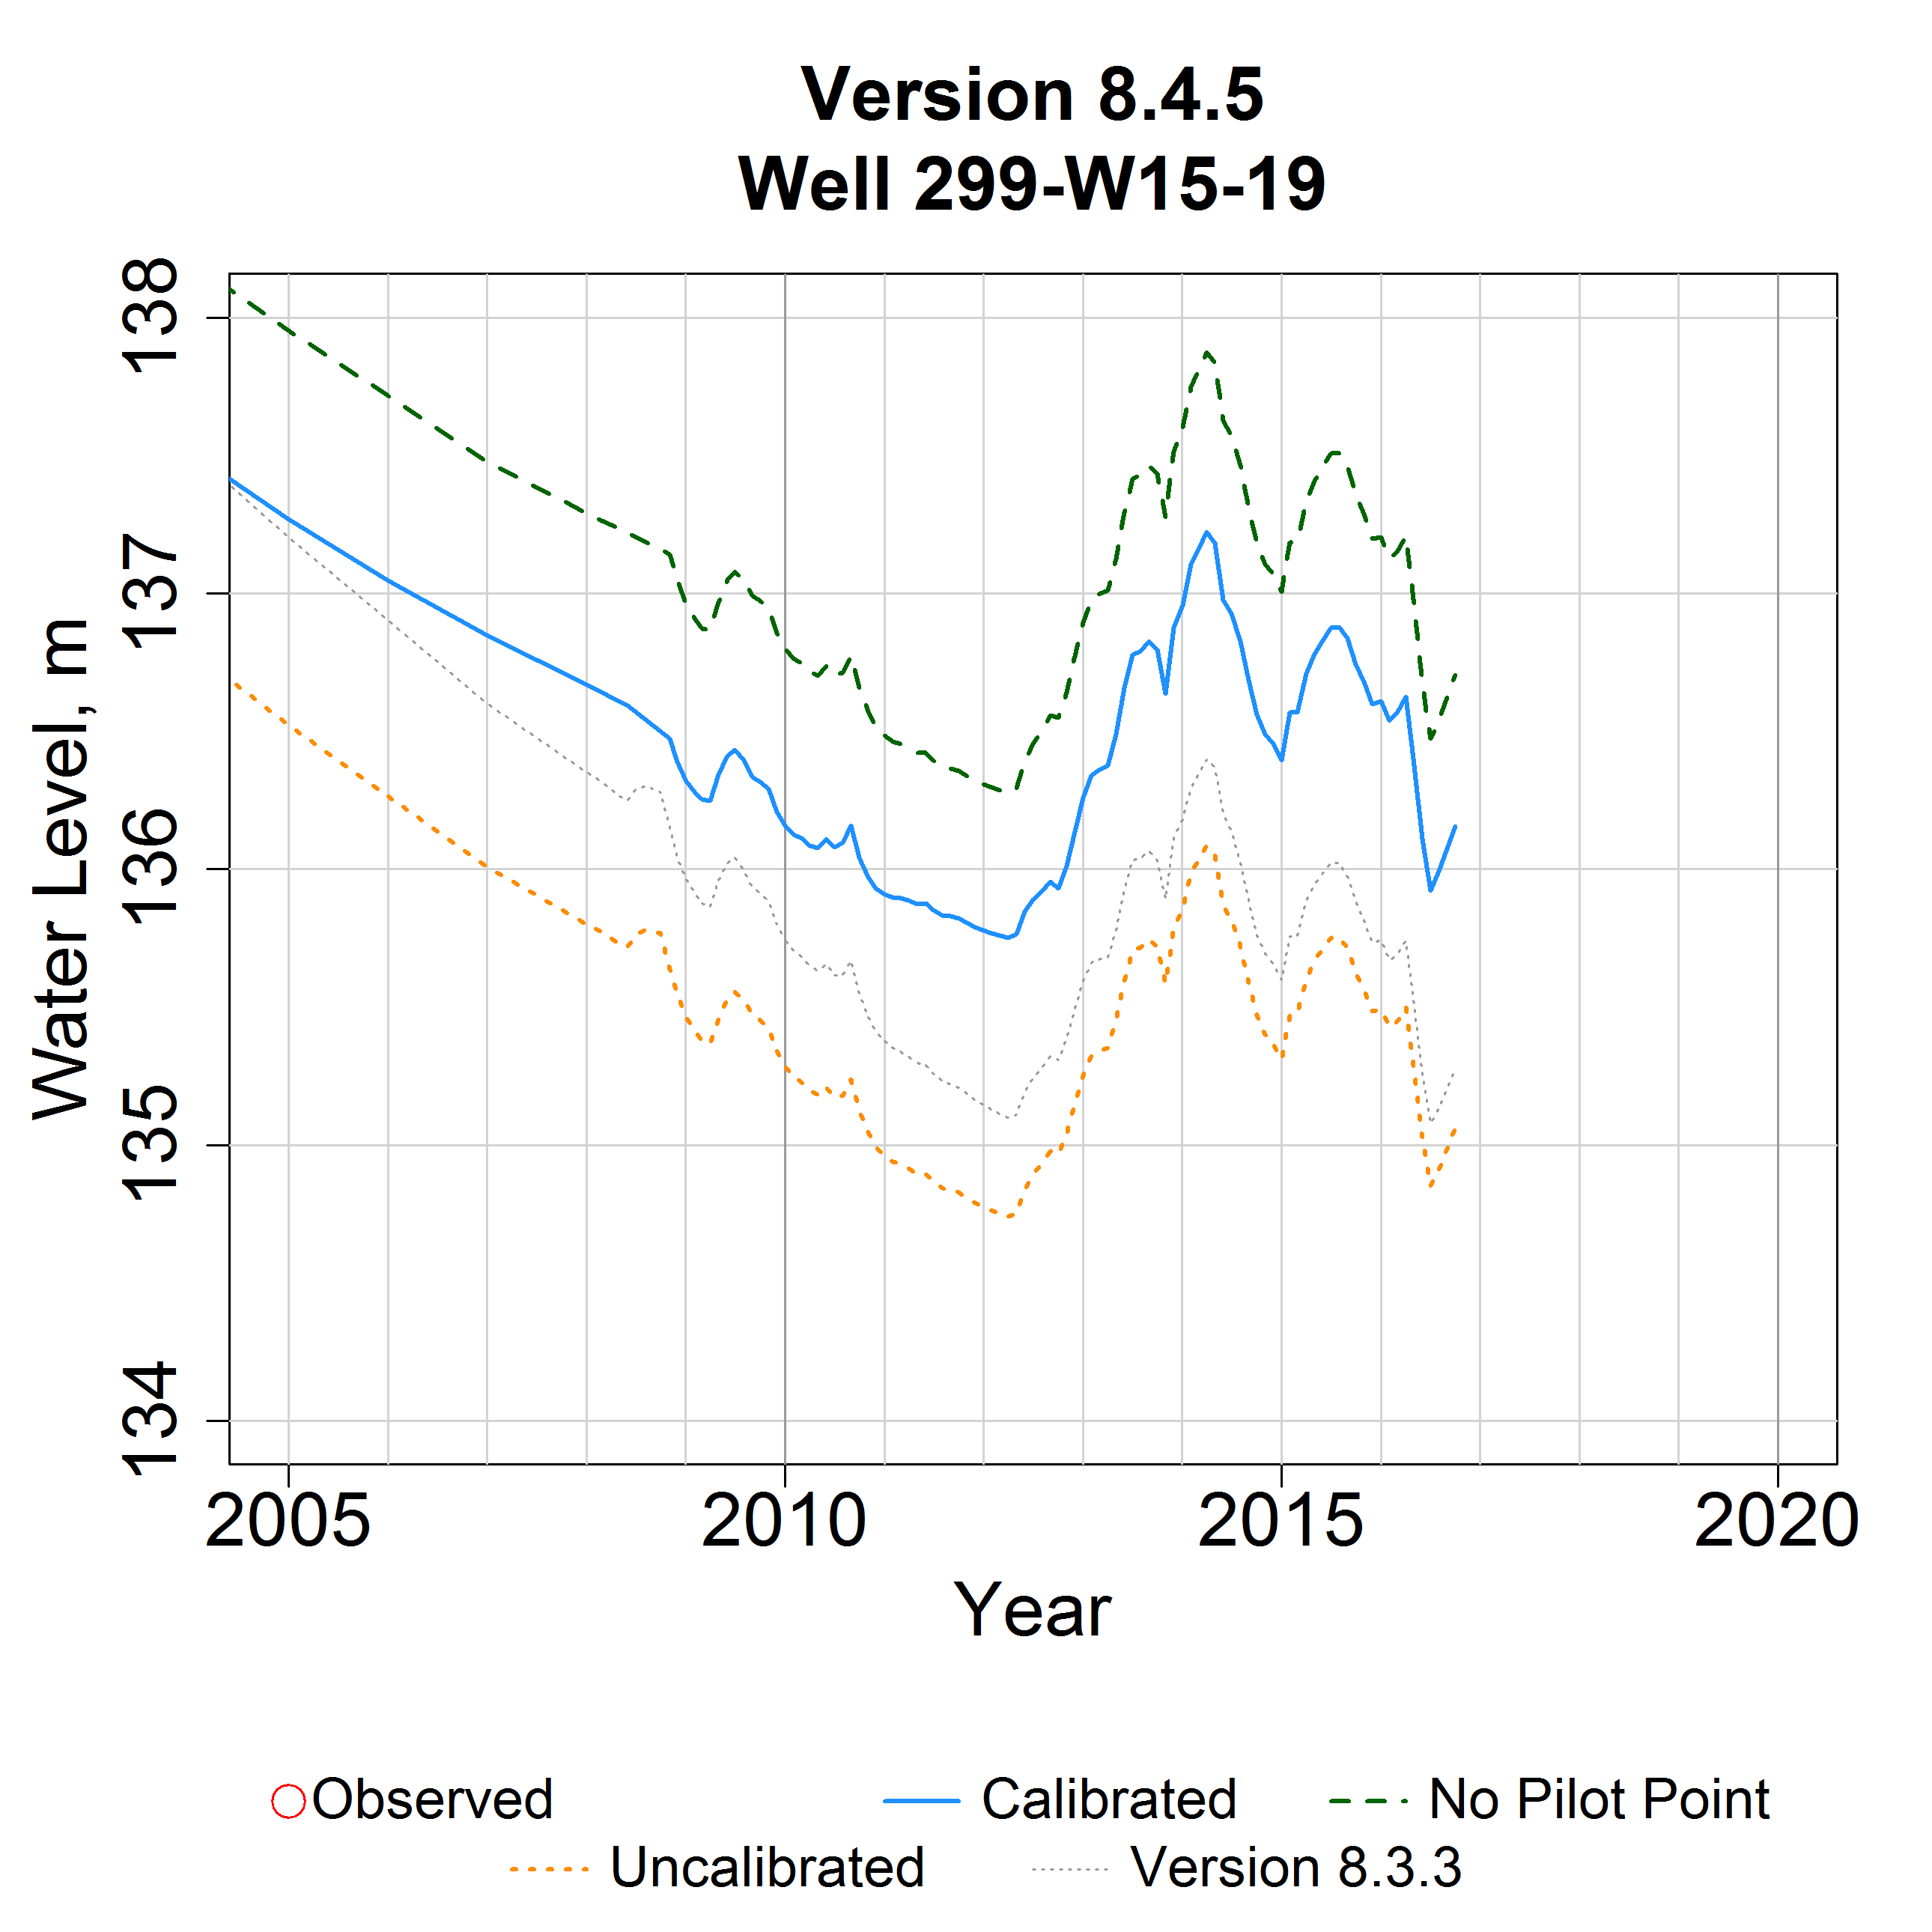 Version 8.4.5
Well 299-W15-19
Water Level, m
138
137
136
135
134
2005 2010 2015 2020
Year
Observed Calibrated No Pilot Point
Uncalibrated Version 8.3.3